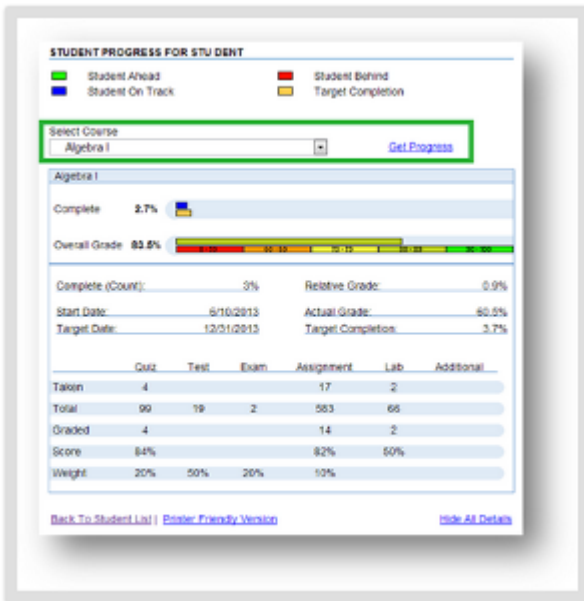 STUDENT PROGRESS FOR STU DENT
Student Ahead
Student Behind
Student On Track
Target Completion
Select Course
Algebra I
Get Progress
Algebra I
Complete 2.7%
Overall Grade 83.5%
Complete (Count): 3% Relative Grade: 0.9%
Start Date: 6/10/2013 Actual Grade: 60.5%
Target Date: 12/31/2013 Target Completion: 3.7%
Quiz Test Exam Assignment Lab Additional
Taken 4 17 2
Total 99 19 2 583 66
Graded 4 14 2
Score 84% 82% 50%
Weight 20% 50% 20% 10%
Back To Student List | Printer Friendly Version Hide All Details